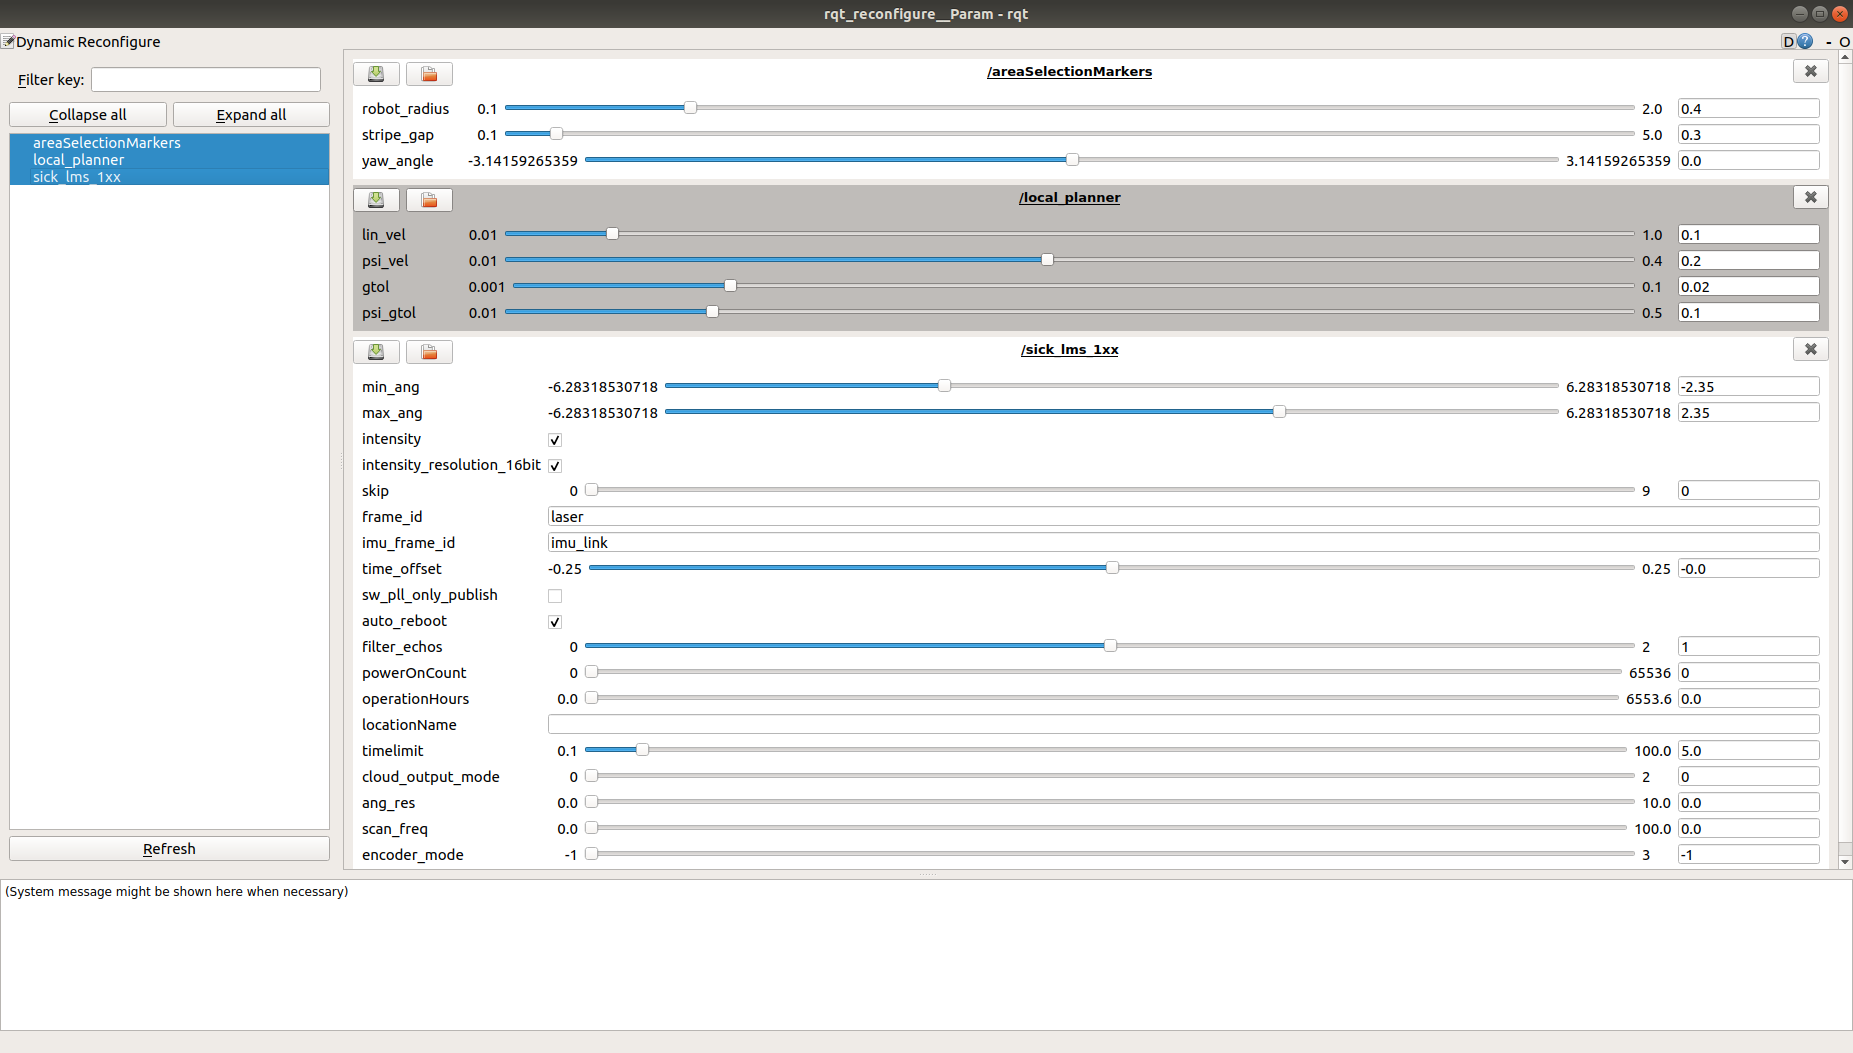 rqt_reconfigure__Param - rqt
Dynamic Reconfigure
D ? - O
Filter key:
Collapse all Expand all
areaSelectionMarkers
local_planner
sick_lms_1xx
Refresh
/areaSelectionMarkers
robot_radius 0.1 2.0 0.4
stripe_gap 0.1 5.0 0.3
yaw_angle -3.14159265359 3.14159265359 0.0
/local_planner
lin_vel 0.01 1.0 0.1
psi_vel 0.01 0.4 0.2
gtol 0.001 0.1 0.02
psi_gtol 0.01 0.5 0.1
/sick_lms_1xx
min_ang -6.28318530718 6.28318530718 -2.35
max_ang -6.28318530718 6.28318530718 2.35
intensity
intensity_resolution_16bit
skip 0 9 0
frame_id laser
imu_frame_id imu_link
time_offset -0.25 0.25 -0.0
sw_pll_only_publish
auto_reboot
filter_echos 0 2 1
powerOnCount 0 65536 0
operationHours 0.0 6553.6 0.0
locationName
timelimit 0.1 100.0 5.0
cloud_output_mode 0 2 0
ang_res 0.0 10.0 0.0
scan_freq 0.0 100.0 0.0
encoder_mode -1 3 -1
(System message might be shown here when necessary)